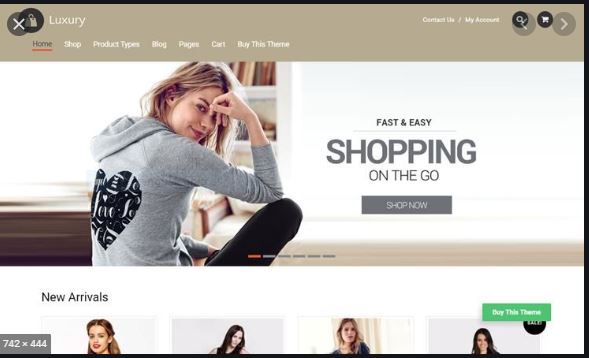 Luxury
Contact Us / My Account
Home Shop Product Types Blog Pages Cart Buy This Theme
FAST & EASY
SHOPPING
ON THE GO
SHOP NOW
New Arrivals
Buy This Theme
SALE!
742 × 444